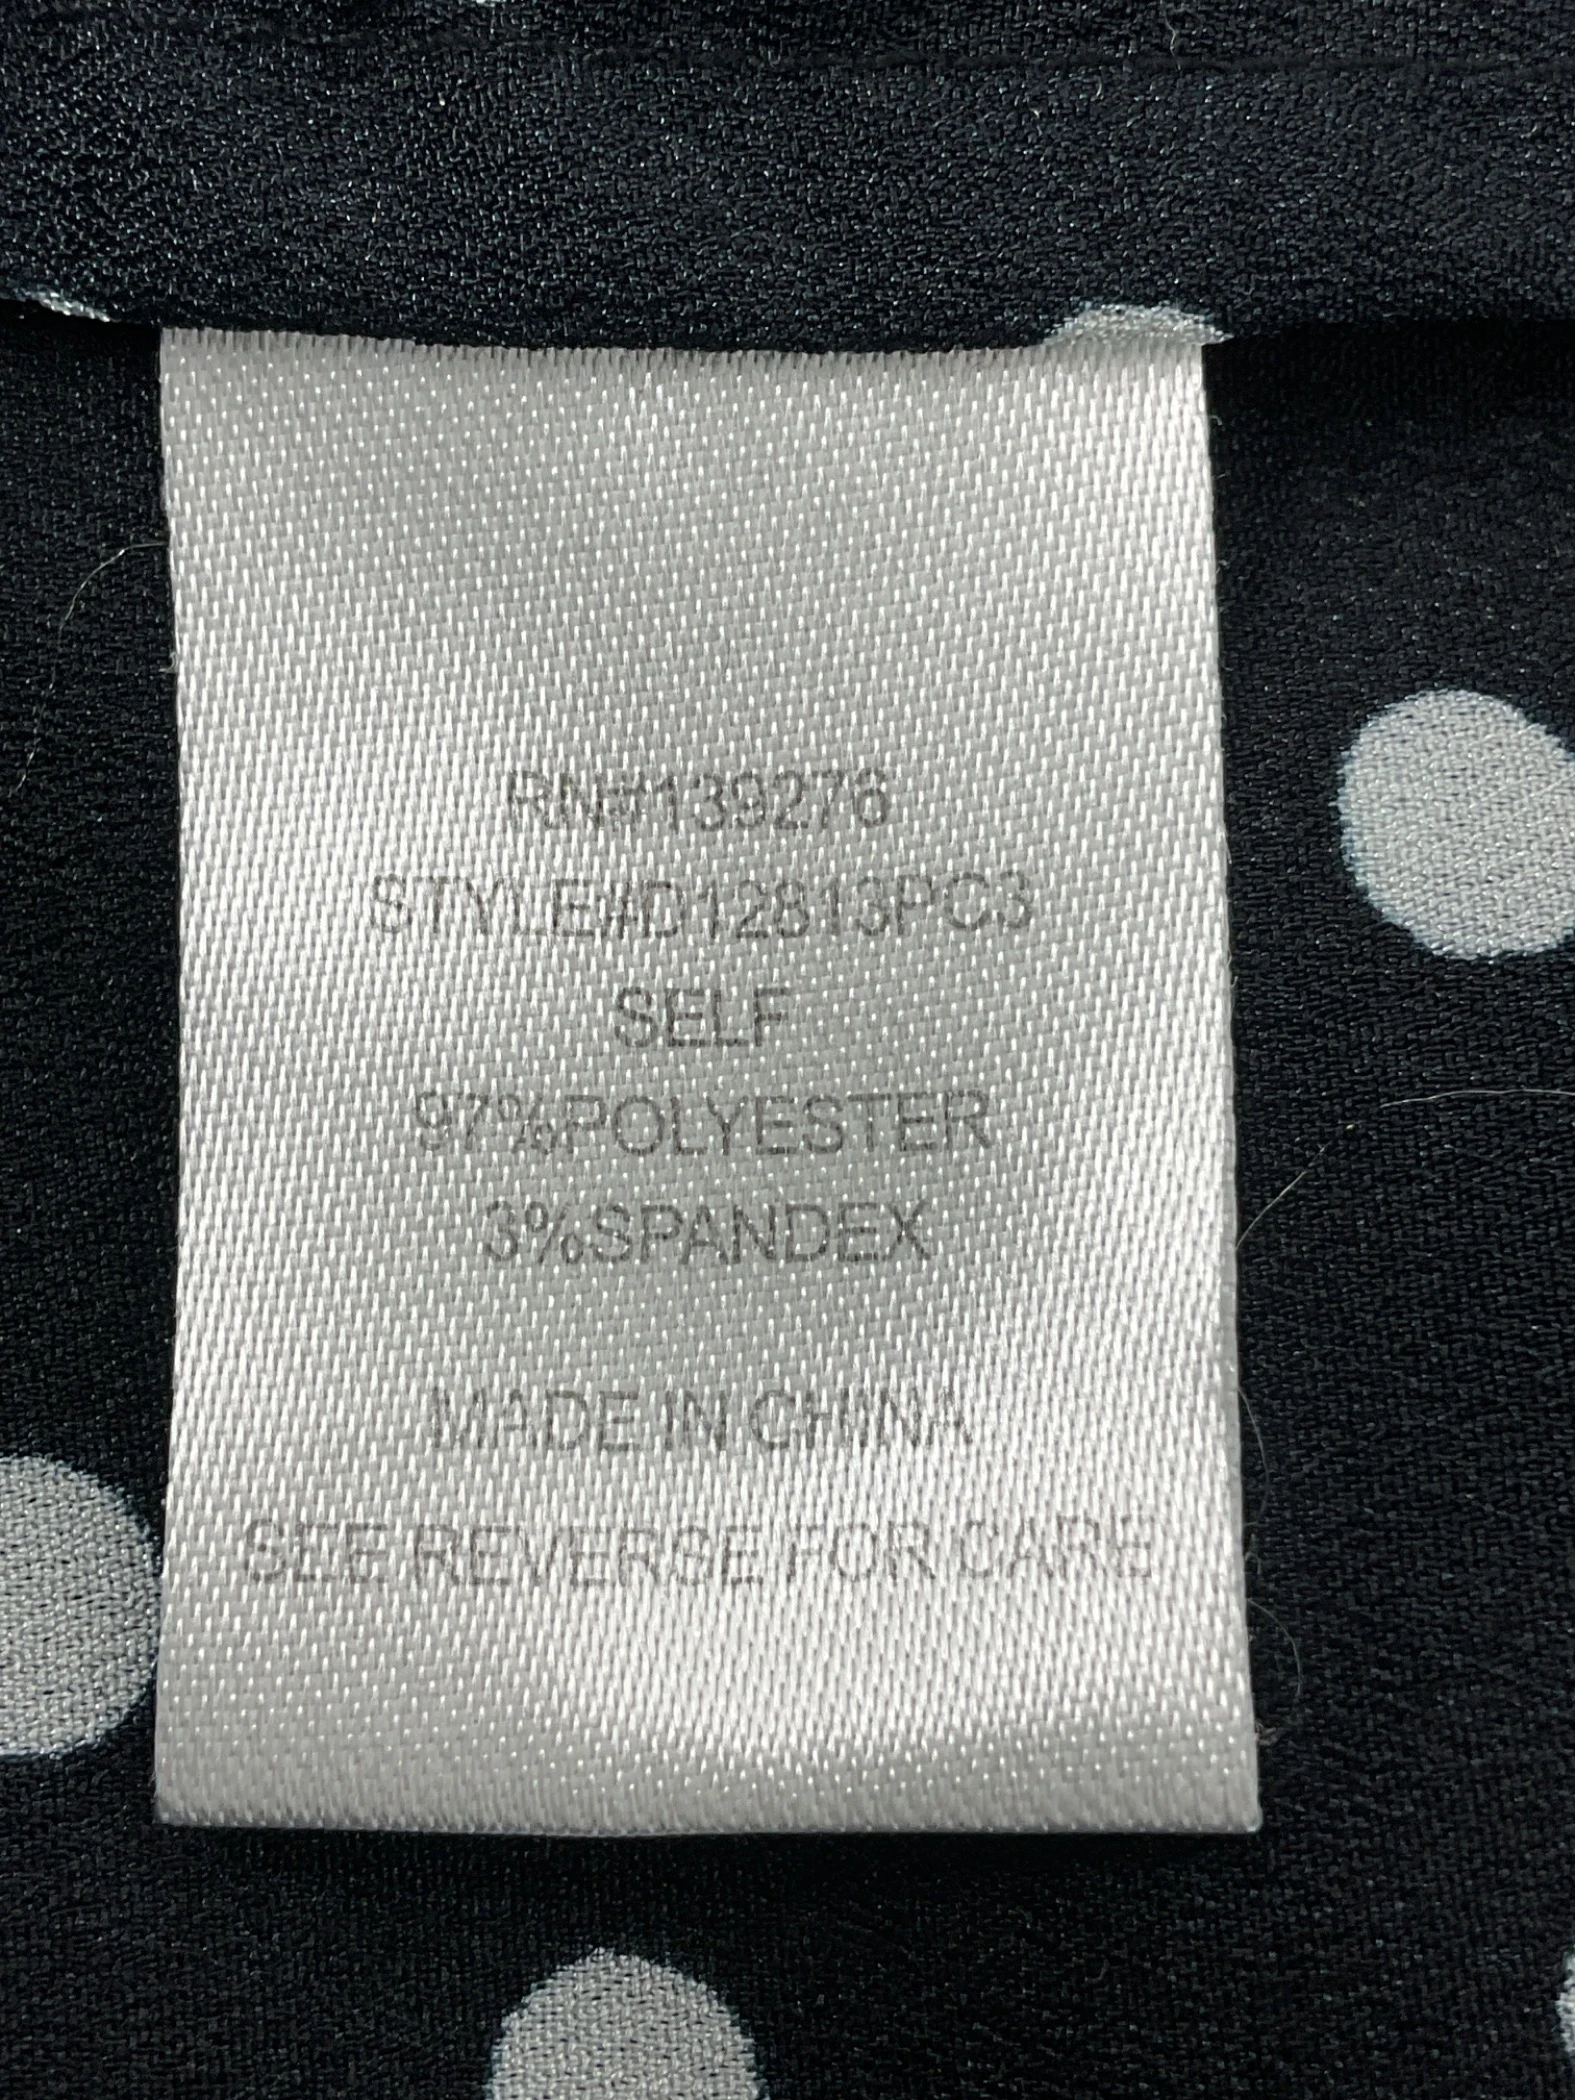 RN#139276
STYLE#D12813PC3
SELF
97%POLYESTER
3%SPANDEX
MADE IN CHINA
SEE REVERSE FOR CARE